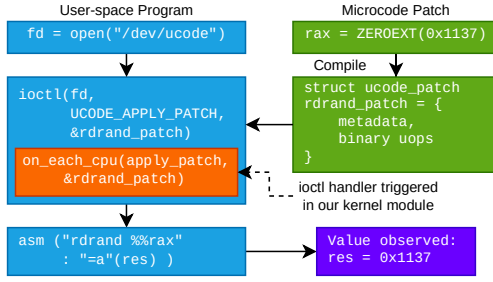 User-space Program
fd = open("/dev/ucode")
ioctl(fd,
UCODE_APPLY_PATCH,
&rdrand_patch)
on_each_cpu(apply_patch,
&rdrand_patch)
asm ("rdrand %%rax"
: "=a"(res) )
Microcode Patch
rax = ZEROEXT(0x1137)
Compile
struct ucode_patch
rdrand_patch = {
metadata,
binary uops
}
ioctl handler triggered
in our kernel module
Value observed:
res = 0x1137